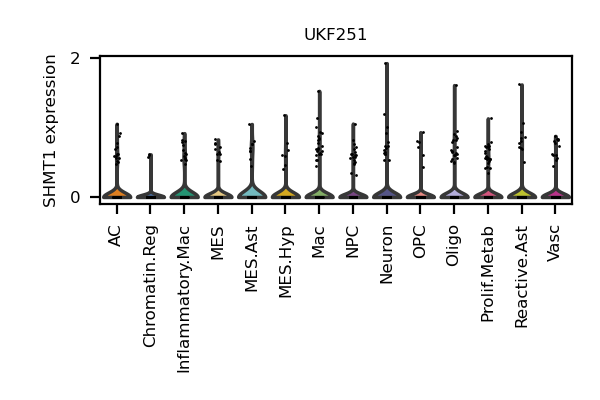 UKF251
SHMT1 expression
2
0
AC
Chromatin.Reg
Inflammatory.Mac
MES
MES.Ast
MES.Hyp
Mac
NPC
Neuron
OPC
Oligo
Prolif.Metab
Reactive.Ast
Vasc